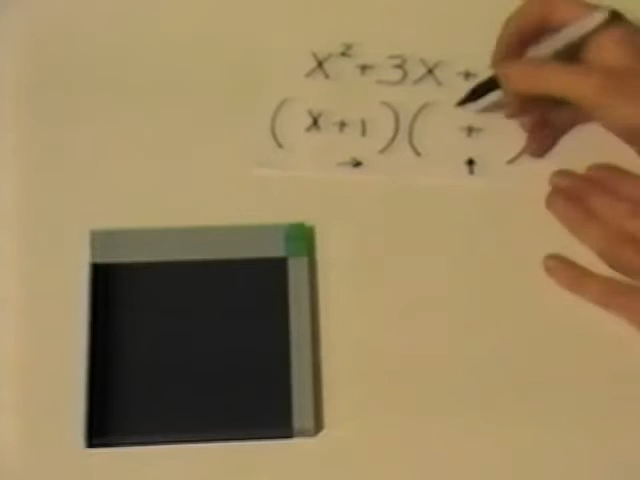 x²+3x+
(x+1)( + )
→ ↑